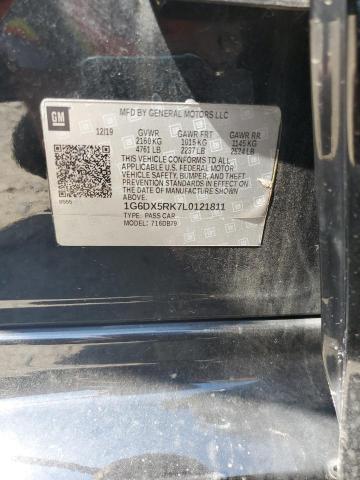 GM
MFD BY GENERAL MOTORS LLC
12/19 GVWR GAWR FRT GAWR RR
2160 KG 1015 KG 1145 KG
4761 LB 2237 LB 2524 LB
THIS VEHICLE CONFORMS TO ALL
APPLICABLE U.S. FEDERAL MOTOR
VEHICLE SAFETY, BUMPER, AND
THEFT PREVENTION STANDARDS IN EFFECT
ON THE DATE OF MANUFACTURE SHOWN
ABOVE.
1G6DX5RK7L0121811
TYPE: PASS CAR
MODEL: 716DB79